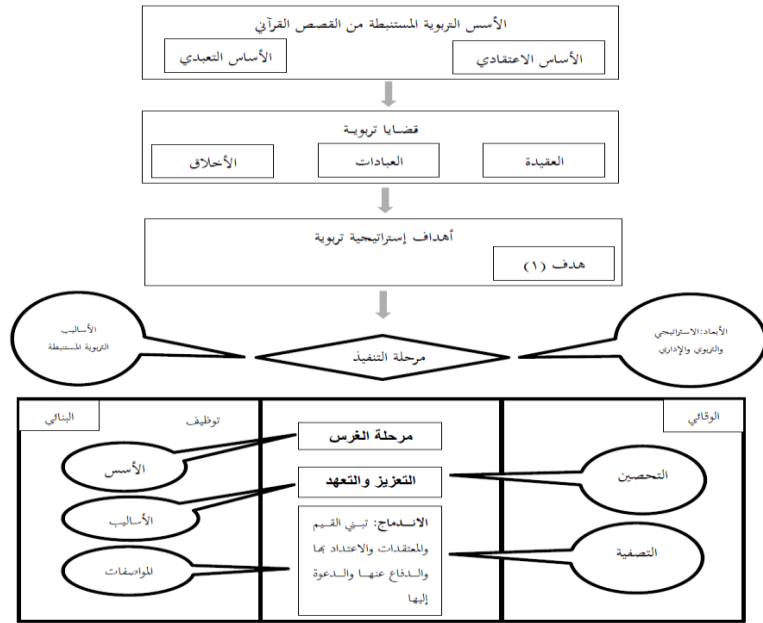 الأسس التربوية المستنبطة من القصص القرآني
الأساس الاعتقادي
الأساس التعبدي
قضايا تربوية
العقيدة
العبادات
الأخلاق
أهداف إستراتيجية تربوية
هدف (١)
الأبعاد:الاستراتيجي
والتربوي والإداري
مرحلة التنفيذ
الأساليب
التربوية المستنبطة
الوقائي
توظيف
البنائي
مرحلة الغرس
الأسس
التحصين
التعزيز والتعهد
الأساليب
التصفية
الاندماج: تبني القيم
والمعتقدات والاعتداد بها
والدفاع عنها والدعوة
إليها
المواصفات